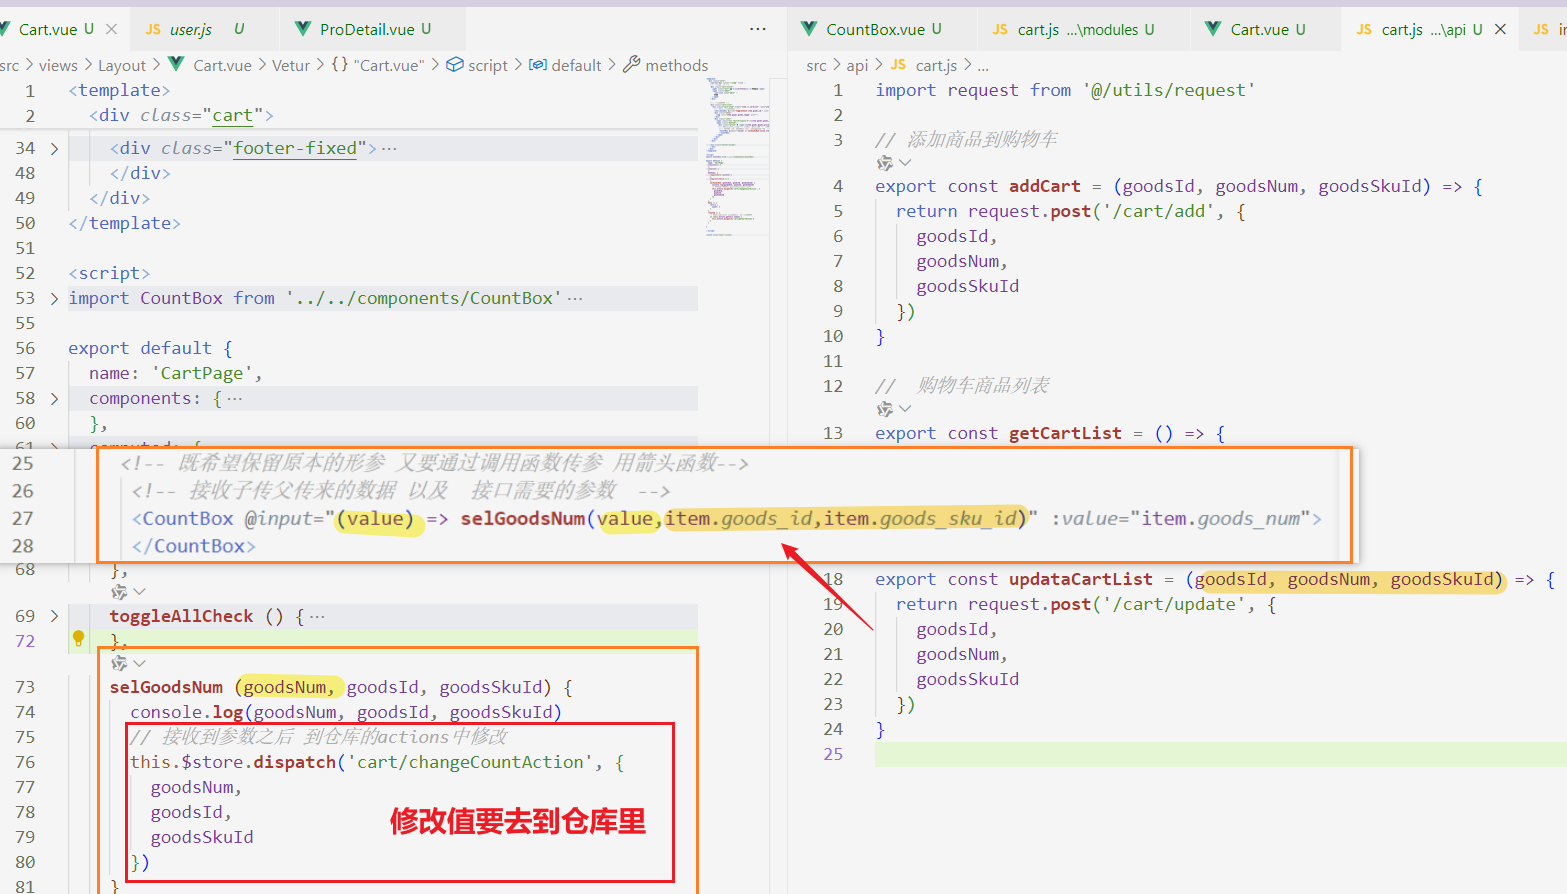 Cart.vue U
JS user.js U
ProDetail.vue U
...
CountBox.vue U
JS cart.js ...\modules U
Cart.vue U
JS cart.js ...\api U
JS
src > views > Layout > Cart.vue > Vetur > {} "Cart.vue" > script > default > methods
src > api > JS cart.js > ...
1 <template>
2 <div class="cart">
34 <div class="footer-fixed">...
48 </div>
49 </div>
50 </template>
51
52 <script>
53 import CountBox from '../../components/CountBox'...
55
56 export default {
57 name: 'CartPage',
58 components: {...
60 },
61 computed: {
25 <!-- 既希望保留原本的形参 又要通过调用函数传参 用箭头函数-->
26 <!-- 接收子传父传来的数据 以及 接口需要的参数 -->
27 <CountBox @input="(value) => selGoodsNum(value,item.goods_id,item.goods_sku_id)" :value="item.goods_num">
28 </CountBox>
68 },
69 toggleAllCheck () {...
72 },
73 selGoodsNum (goodsNum, goodsId, goodsSkuId) {
74 console.log(goodsNum, goodsId, goodsSkuId)
75 // 接收到参数之后 到仓库的actions中修改
76 this.$store.dispatch('cart/changeCountAction', {
77 goodsNum,
78 goodsId,
79 goodsSkuId
80 })
81 }
修改值要去到仓库里
1 import request from '@/utils/request'
2
3 // 添加商品到购物车
4 export const addCart = (goodsId, goodsNum, goodsSkuId) => {
5 return request.post('/cart/add', {
6 goodsId,
7 goodsNum,
8 goodsSkuId
9 })
10 }
11
12 // 购物车商品列表
13 export const getCartList = () => {
18 export const updataCartList = (goodsId, goodsNum, goodsSkuId) => {
19 return request.post('/cart/update', {
20 goodsId,
21 goodsNum,
22 goodsSkuId
23 })
24 }
25